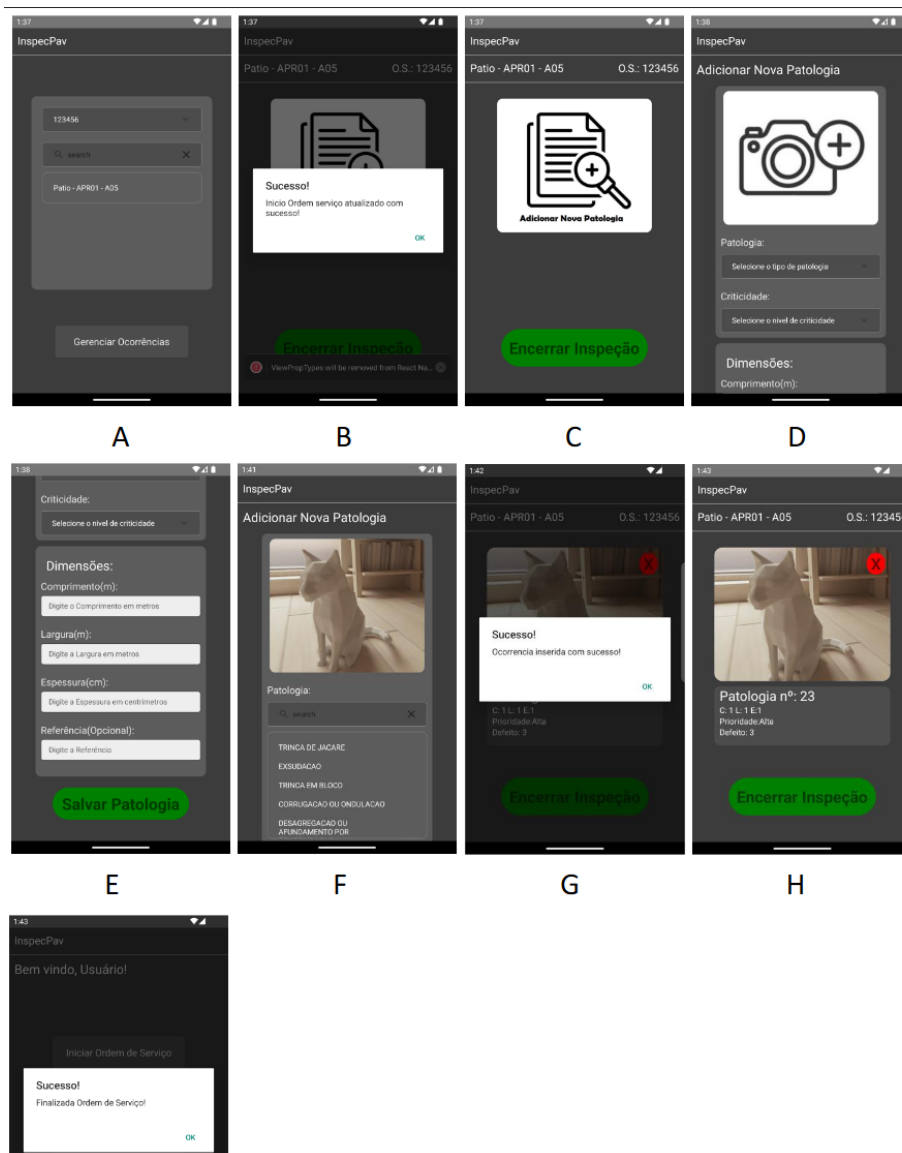 1:37
InspecPav
123456
search
Patio - APR01 - A05
Gerenciar Ocorrências
A
1:37
InspecPav
Patio - APR01 - A05 O.S.: 123456
Sucesso!
Inicio Ordem serviço atualizado com
sucesso!
OK
Encerrar Inspeção
ViewPropTypes will be removed from React Na...
B
1:37
InspecPav
Patio - APR01 - A05 O.S.: 123456
Adicionar Nova Patologia
Encerrar Inspeção
C
1:38
InspecPav
Adicionar Nova Patologia
Patologia:
Selecione o tipo de patologia
Criticidade:
Selecione o nivel de criticidade
Dimensões:
Comprimento(m):
D
1:38
Criticidade:
Selecione o nivel de criticidade
Dimensões:
Comprimento(m):
Digite o Comprimento em metros
Largura(m):
Digite a Largura em metros
Espessura(cm):
Digite a Espessura em centrimetros
Referência(Opcional):
Digite a Referência
Salvar Patologia
E
1:41
InspecPav
Adicionar Nova Patologia
Patologia:
search
TRINCA DE JACARE
EXSUDACAO
TRINCA EM BLOCO
CORRUGACAO OU ONDULACAO
DESAGREGACAO OU
AFUNDAMENTO POR
F
1:42
InspecPav
Patio - APR01 - A05 O.S.: 123456
X
Sucesso!
Ocorrencia inserida com sucesso!
OK
C: 1 L: 1 E:1
Prioridade:Alta
Defeito: 3
Encerrar Inspeção
G
1:43
InspecPav
Patio - APR01 - A05 O.S.: 123456
X
Patologia nº: 23
C: 1 L: 1 E:1
Prioridade:Alta
Defeito: 3
Encerrar Inspeção
H
1:43
InspecPav
Bem vindo, Usuário!
Iniciar Ordem de Serviço
Sucesso!
Finalizada Ordem de Serviço!
OK